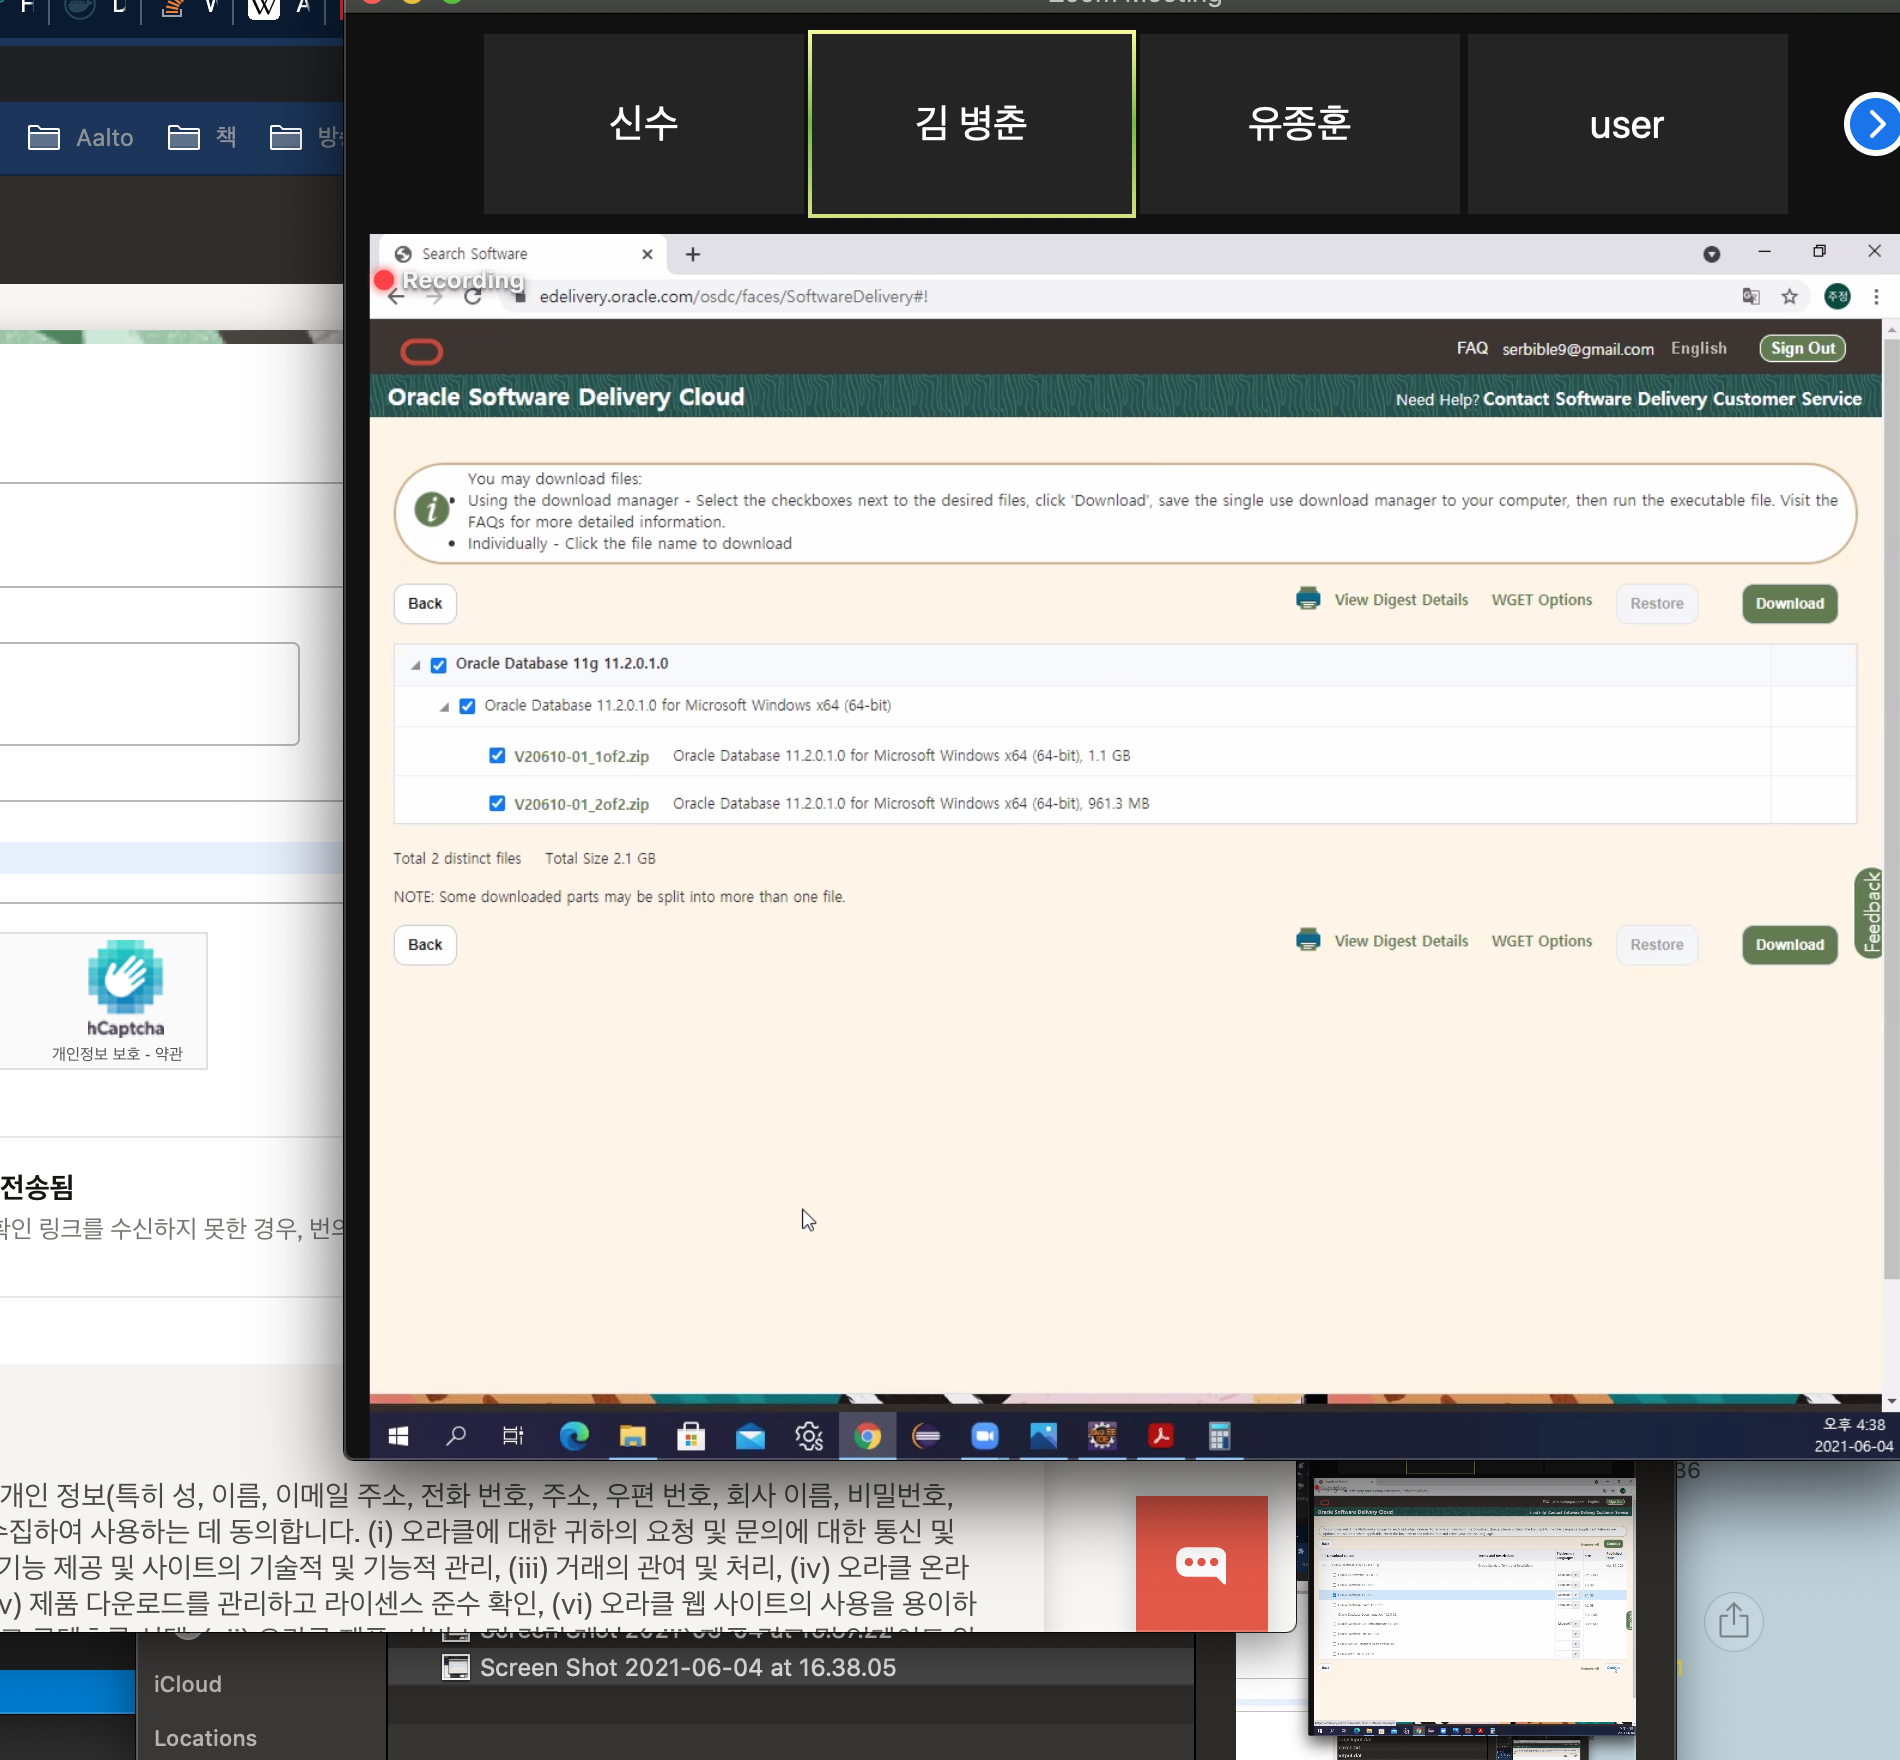 Zoom Meeting
Aalto
책
신수
김 병춘
유종훈
user
Search Software
Recording
edelivery.oracle.com/osdc/faces/SoftwareDelivery#!
주정
FAQ serbible9@gmail.com English Sign Out
Oracle Software Delivery Cloud
Need Help? Contact Software Delivery Customer Service
You may download files:
• Using the download manager - Select the checkboxes next to the desired files, click 'Download', save the single use download manager to your computer, then run the executable file. Visit the
FAQs for more detailed information.
• Individually - Click the file name to download
Back
View Digest Details WGET Options Restore Download
Oracle Database 11g 11.2.0.1.0
Oracle Database 11.2.0.1.0 for Microsoft Windows x64 (64-bit)
V20610-01_1of2.zip Oracle Database 11.2.0.1.0 for Microsoft Windows x64 (64-bit), 1.1 GB
V20610-01_2of2.zip Oracle Database 11.2.0.1.0 for Microsoft Windows x64 (64-bit), 961.3 MB
Total 2 distinct files Total Size 2.1 GB
NOTE: Some downloaded parts may be split into more than one file.
Back
View Digest Details WGET Options Restore Download
Feedback
hCaptcha
개인정보 보호 - 약관
전송됨
확인 링크를 수신하지 못한 경우,
오후 4:38
2021-06-04
개인 정보(특히 성, 이름, 이메일 주소, 전화 번호, 주소, 우편 번호, 회사 이름, 비밀번호,
수집하여 사용하는 데 동의합니다. (i) 오라클에 대한 귀하의 요청 및 문의에 대한 통신 및
기능 제공 및 사이트의 기술적 및 기능적 관리, (iii) 거래의 관여 및 처리, (iv) 오라클 온라
v) 제품 다운로드를 관리하고 라이센스 준수 확인, (vi) 오라클 웹 사이트의 사용을 용이하
36
Screen Shot 2021-06-04 at 16.38.05
iCloud
Locations